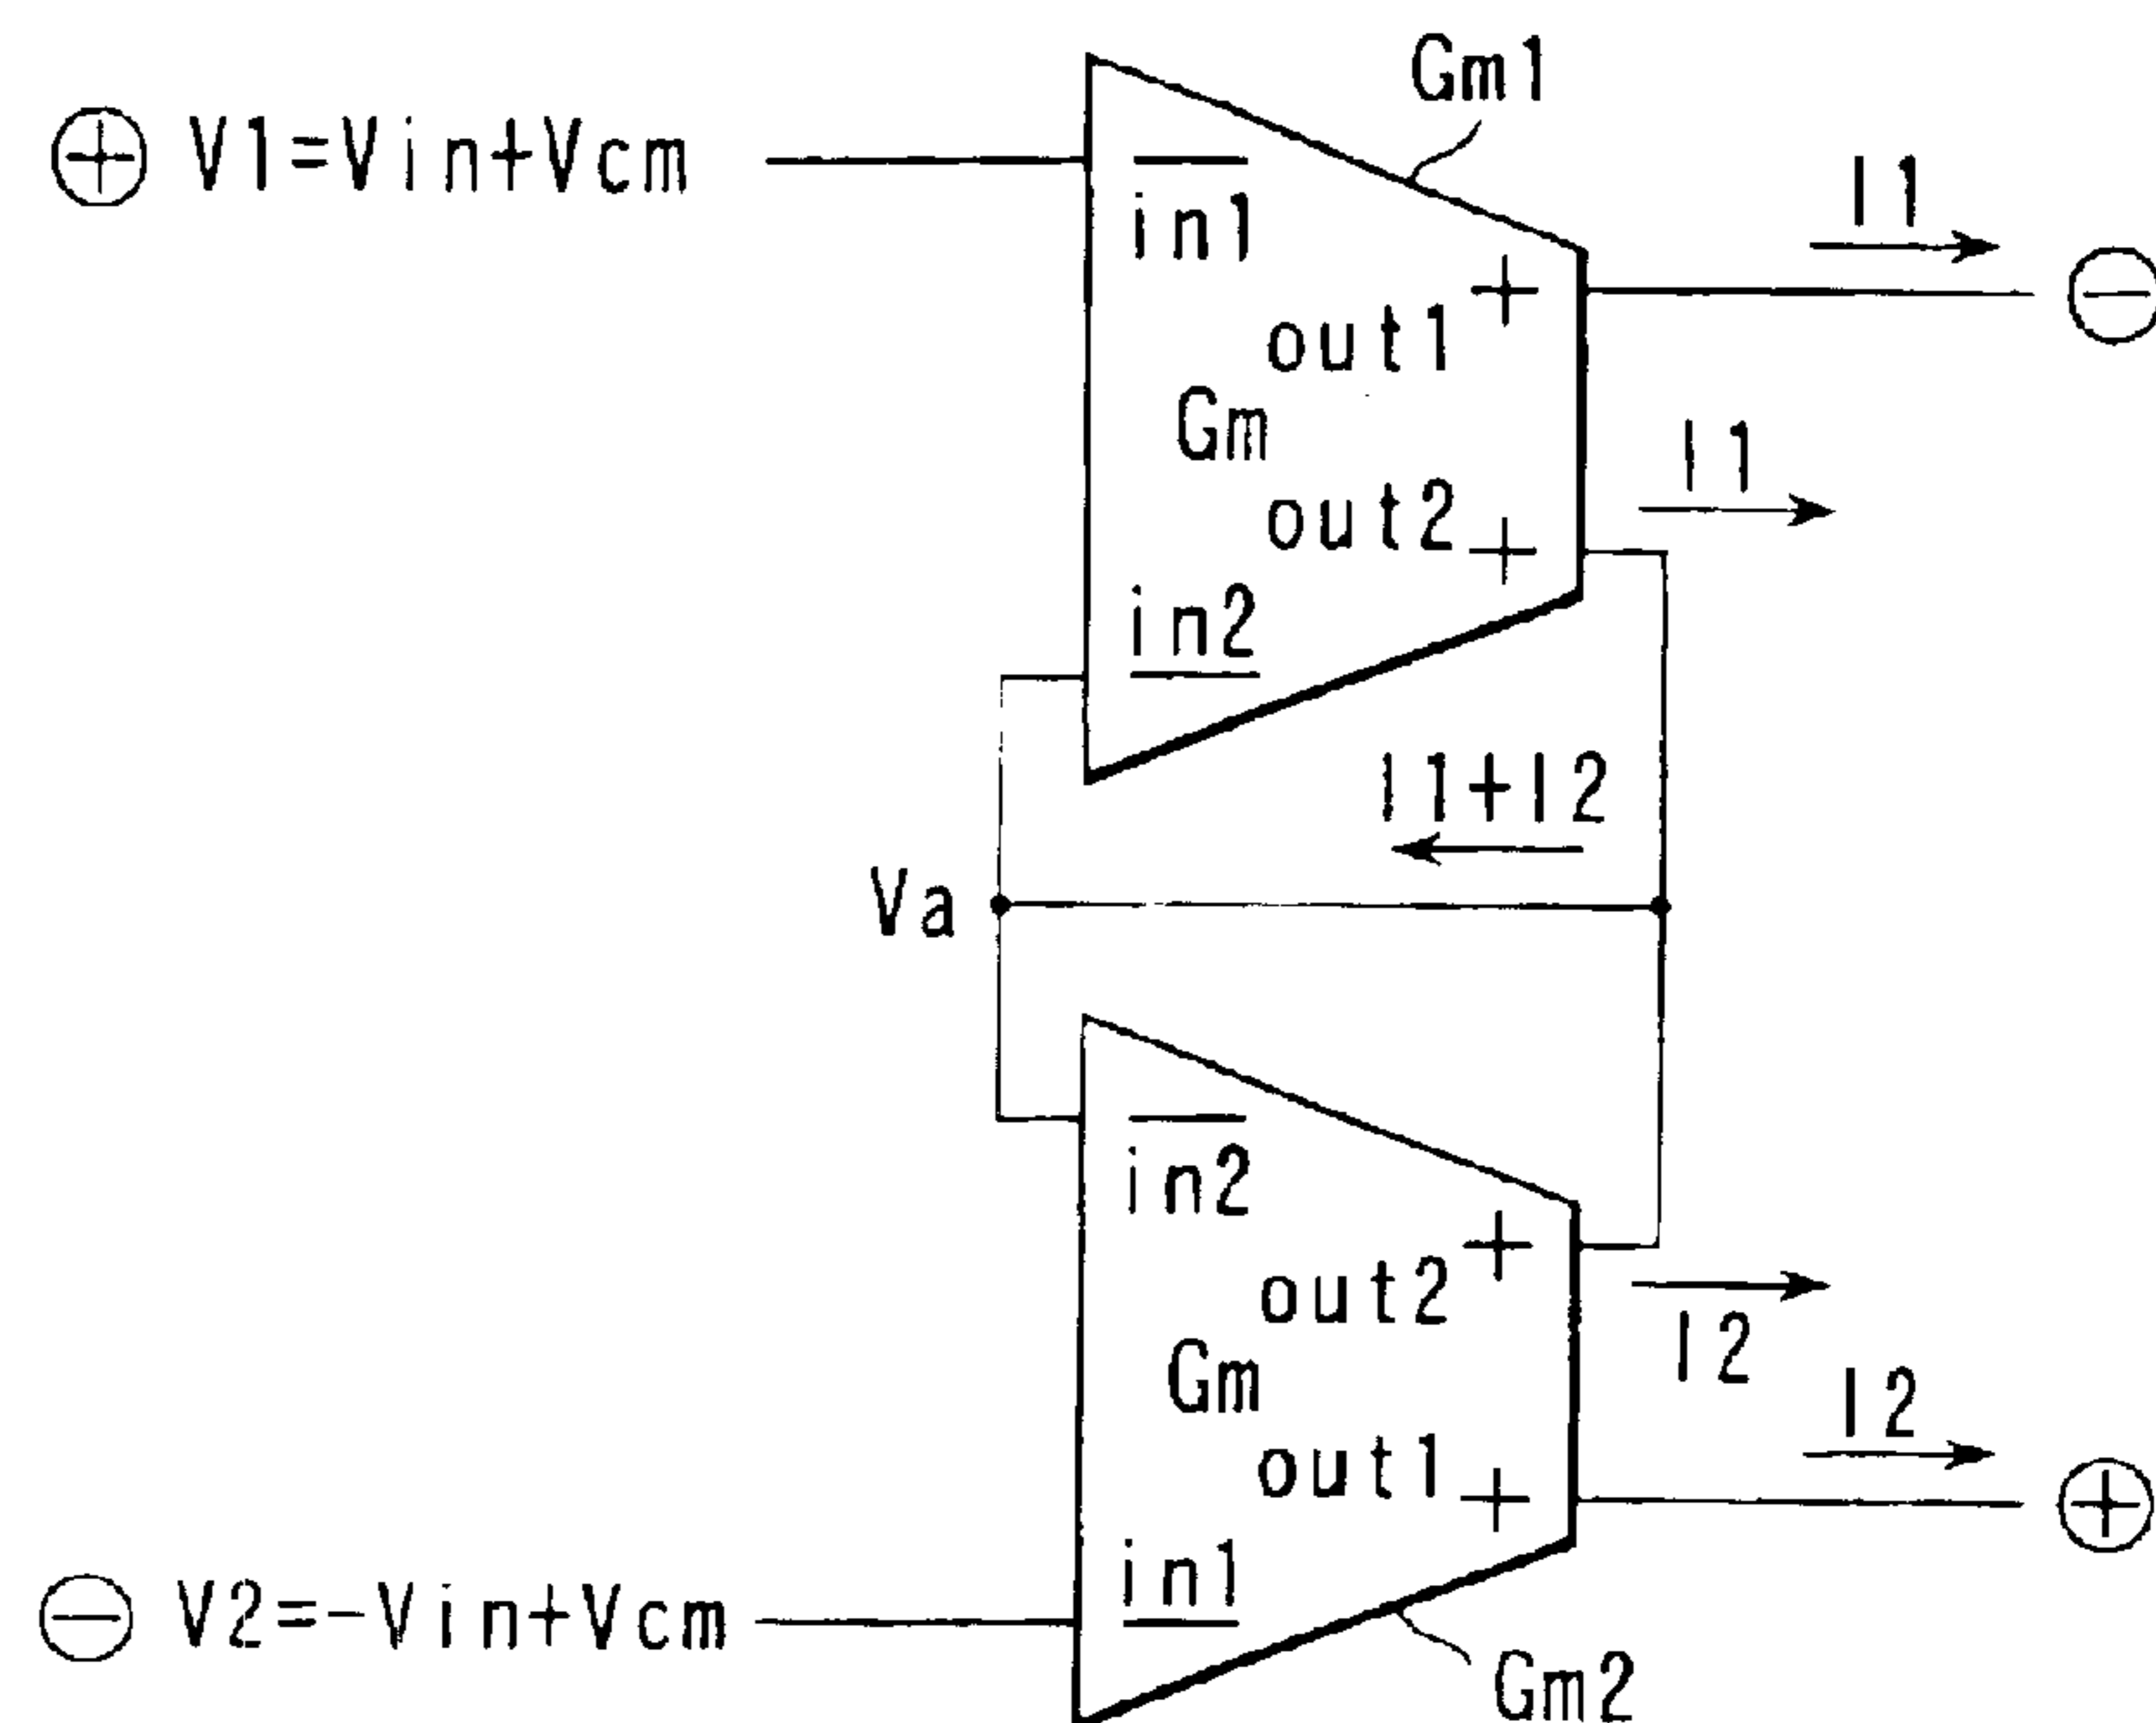 Gm1
⊕ V1=Vin+Vcm
−
in1
I1
+
out1
⊖
Gm
I1
out2 +
in2
−
I1+I2
Va
−
in2
+
out2
I2
Gm
I2
out1 +
⊕
in1
−
⊖ V2=-Vin+Vcm
Gm2